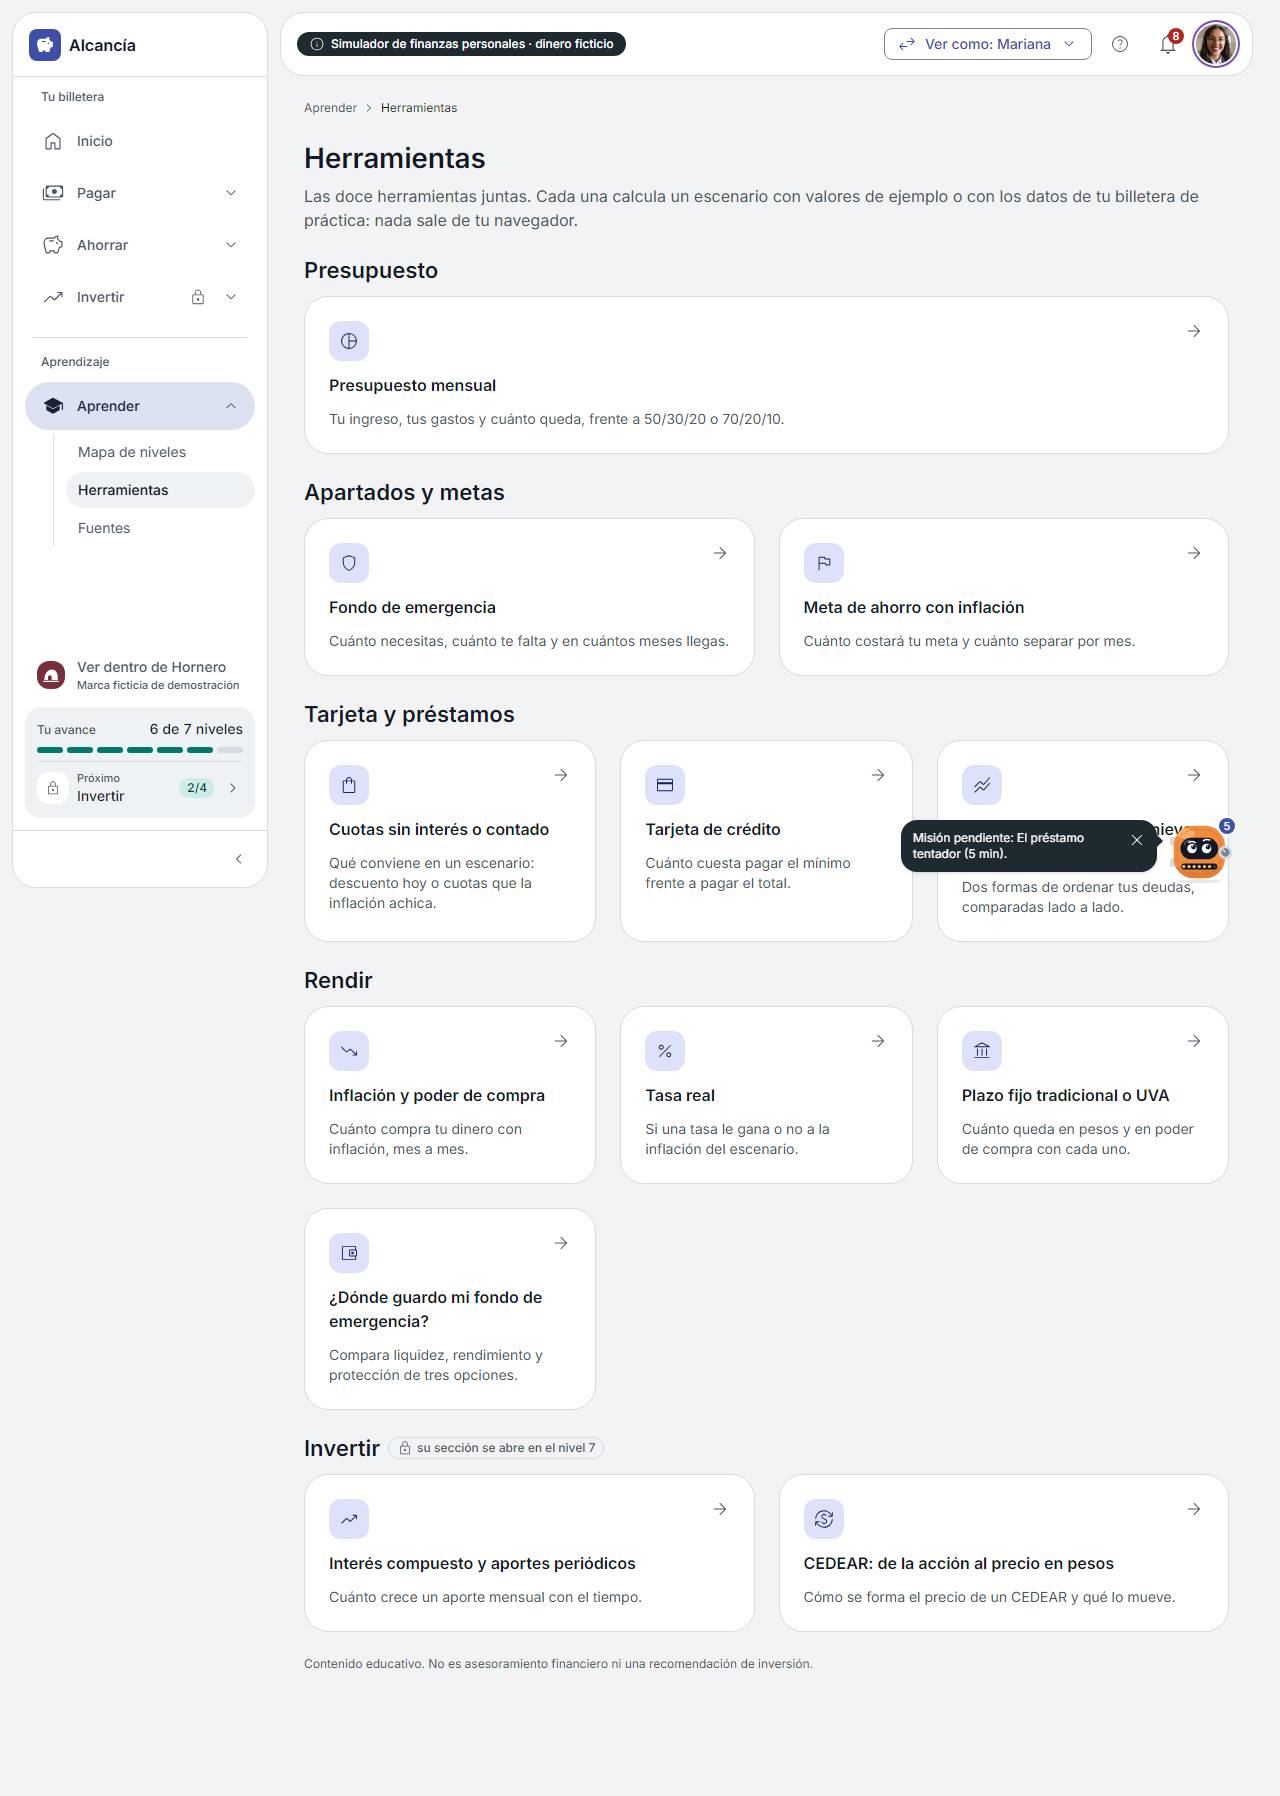 Alcancía
Simulador de finanzas personales · dinero ficticio
Ver como: Mariana
8
Tu billetera
Inicio
Pagar
Ahorrar
Invertir
Aprendizaje
Aprender
Mapa de niveles
Herramientas
Fuentes
Ver dentro de Hornero
Marca ficticia de demostración
Tu avance
6 de 7 niveles
Próximo
Invertir
2/4
Aprender
Herramientas
Herramientas
Las doce herramientas juntas. Cada una calcula un escenario con valores de ejemplo o con los datos de tu billetera de
práctica: nada sale de tu navegador.
Presupuesto
Presupuesto mensual
Tu ingreso, tus gastos y cuánto queda, frente a 50/30/20 o 70/20/10.
Apartados y metas
Fondo de emergencia
Cuánto necesitas, cuánto te falta y en cuántos meses llegas.
Meta de ahorro con inflación
Cuánto costará tu meta y cuánto separar por mes.
Tarjeta y préstamos
Cuotas sin interés o contado
Qué conviene en un escenario:
descuento hoy o cuotas que la
inflación achica.
Tarjeta de crédito
Cuánto cuesta pagar el mínimo
frente a pagar el total.
Dos formas de ordenar tus deudas,
comparadas lado a lado.
Misión pendiente: El préstamo
tentador (5 min).
5
Rendir
Inflación y poder de compra
Cuánto compra tu dinero con
inflación, mes a mes.
Tasa real
Si una tasa le gana o no a la
inflación del escenario.
Plazo fijo tradicional o UVA
Cuánto queda en pesos y en poder
de compra con cada uno.
¿Dónde guardo mi fondo de
emergencia?
Compara liquidez, rendimiento y
protección de tres opciones.
Invertir
su sección se abre en el nivel 7
Interés compuesto y aportes periódicos
Cuánto crece un aporte mensual con el tiempo.
CEDEAR: de la acción al precio en pesos
Cómo se forma el precio de un CEDEAR y qué lo mueve.
Contenido educativo. No es asesoramiento financiero ni una recomendación de inversión.